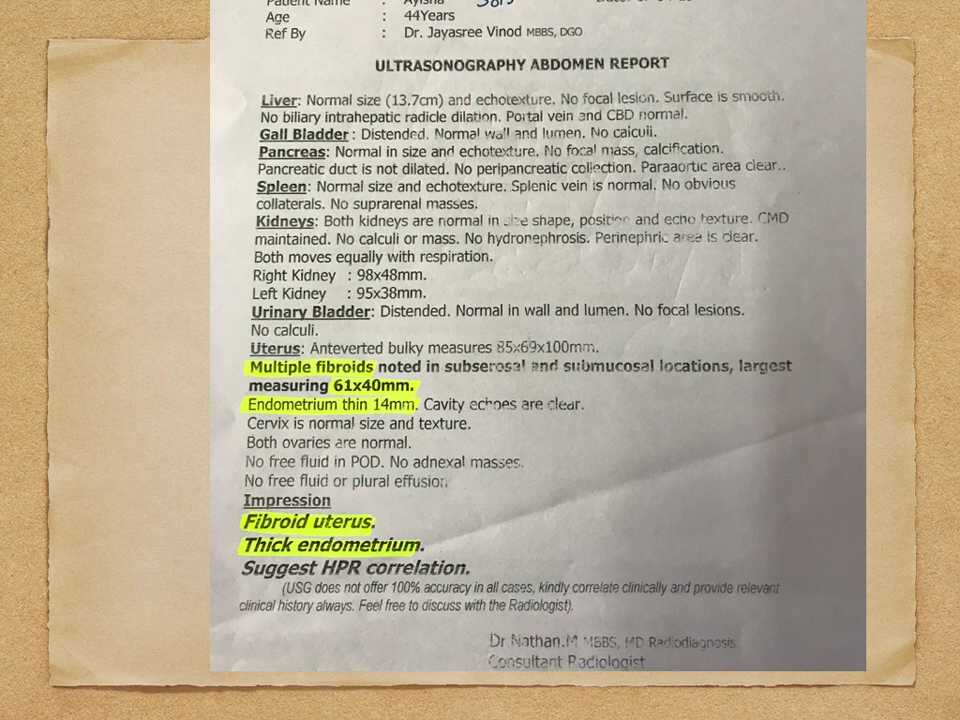 Patient Name : Ayisha
Age : 44Years
Ref By : Dr. Jayasree Vinod MBBS, DGO
ULTRASONOGRAPHY ABDOMEN REPORT
Liver: Normal size (13.7cm) and echotexture. No focal lesion. Surface is smooth.
No biliary intrahepatic radicle dilation. Portal vein and CBD normal.
Gall Bladder : Distended. Normal wall and lumen. No calculi.
Pancreas: Normal in size and echotexture. No focal mass, calcification.
Pancreatic duct is not dilated. No peripancreatic collection. Paraaortic area clear..
Spleen: Normal size and echotexture. Splenic vein is normal. No obvious
collaterals. No suprarenal masses.
Kidneys: Both kidneys are normal in size shape, position and echo texture. CMD
maintained. No calculi or mass. No hydronephrosis. Perinephric area is clear.
Both moves equally with respiration.
Right Kidney : 98x48mm.
Left Kidney : 95x38mm.
Urinary Bladder: Distended. Normal in wall and lumen. No focal lesions.
No calculi.
Uterus: Anteverted bulky measures 85x69x100mm.
Multiple fibroids noted in subserosal and submucosal locations, largest
measuring 61x40mm.
Endometrium thin 14mm. Cavity echoes are clear.
Cervix is normal size and texture.
Both ovaries are normal.
No free fluid in POD. No adnexal masses.
No free fluid or plural effusion.
Impression
Fibroid uterus.
Thick endometrium.
Suggest HPR correlation.
(USG does not offer 100% accuracy in all cases, kindly correlate clinically and provide relevant
clinical history always. Feel free to discuss with the Radiologist).
Dr.Nathan.M MBBS, MD Radiodiagnosis
Consultant Radiologist